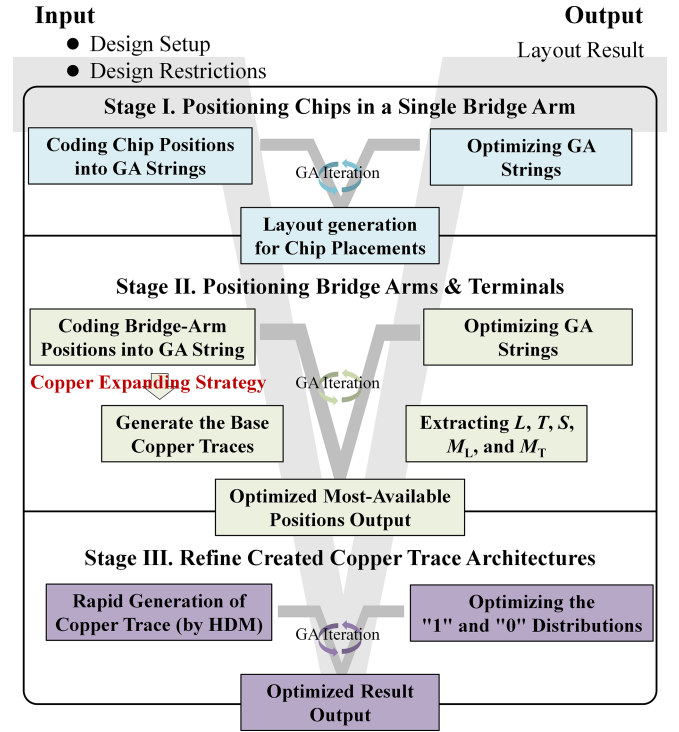 Input
Output
● Design Setup
● Design Restrictions
Layout Result
Stage I. Positioning Chips in a Single Bridge Arm
Coding Chip Positions
into GA Strings
GA Iteration
Optimizing GA
Strings
Layout generation
for Chip Placements
Stage II. Positioning Bridge Arms & Terminals
Coding Bridge-Arm
Positions into GA String
Optimizing GA
Strings
Copper Expanding Strategy
GA Iteration
Generate the Base
Copper Traces
Extracting L, T, S,
M_L, and M_T
Optimized Most-Available
Positions Output
Stage III. Refine Created Copper Trace Architectures
Rapid Generation of
Copper Trace (by HDM)
GA Iteration
Optimizing the
"1" and "0" Distributions
Optimized Result
Output